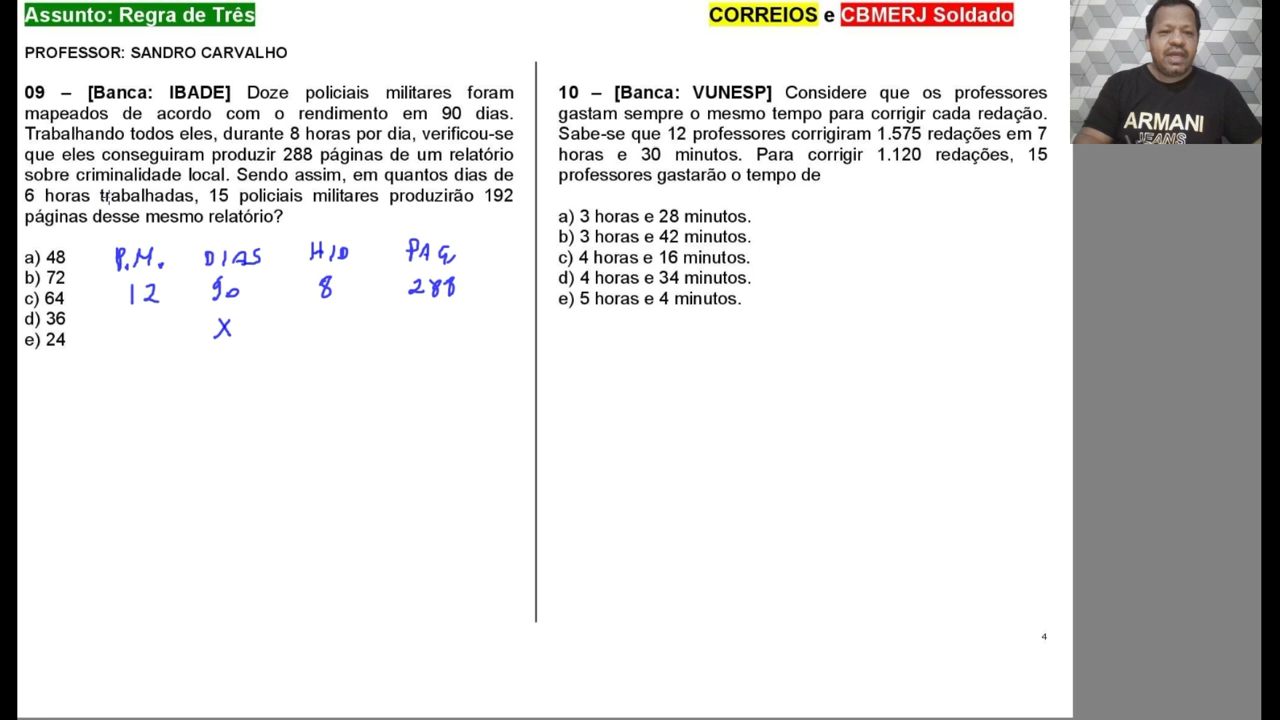 Assunto: Regra de Três
CORREIOS e CBMERJ Soldado
PROFESSOR: SANDRO CARVALHO
09 – [Banca: IBADE] Doze policiais militares foram
mapeados de acordo com o rendimento em 90 dias.
Trabalhando todos eles, durante 8 horas por dia, verificou-se
que eles conseguiram produzir 288 páginas de um relatório
sobre criminalidade local. Sendo assim, em quantos dias de
6 horas trabalhadas, 15 policiais militares produzirão 192
páginas desse mesmo relatório?
a) 48
b) 72
c) 64
d) 36
e) 24
P.M. DIAS H/D PAG
12 90 8 288
X
10 – [Banca: VUNESP] Considere que os professores
gastam sempre o mesmo tempo para corrigir cada redação.
Sabe-se que 12 professores corrigiram 1.575 redações em 7
horas e 30 minutos. Para corrigir 1.120 redações, 15
professores gastarão o tempo de
a) 3 horas e 28 minutos.
b) 3 horas e 42 minutos.
c) 4 horas e 16 minutos.
d) 4 horas e 34 minutos.
e) 5 horas e 4 minutos.
4
ARMANI
JEANS